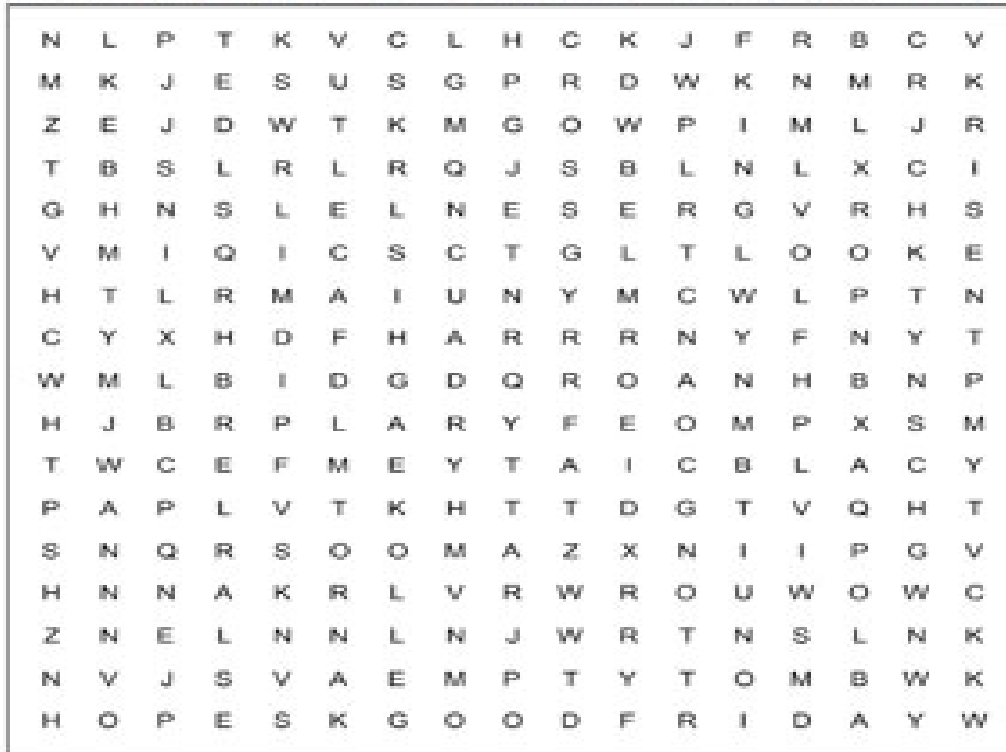 N L P T K V C L H C K J F R B C V
M K J E S U S G P R D W K N M R K
Z E J D W T K M G O W P I M L J R
T B S L R L R Q J S B L N L X C I
G H N S L E L N E S E R G V R H S
V M I Q I C S C T G L T L O O K E
H T L R M A I U N Y M C W L P T N
C Y X H D F H A R R R N Y F N Y T
W M L B I D G D Q R O A N H B N P
H J B R P L A R Y F E O M P X S M
T W C E F M E Y T A I C B L A C Y
P A P L V T K H T T D G T V Q H T
S N Q R S O O M A Z X N I I P G V
H N N A K R L V R W R O U W O W C
Z N E L N N L N J W R T N S L N K
N V J S V A E M P T Y T O M B W K
H O P E S K G O O D F R I D A Y W